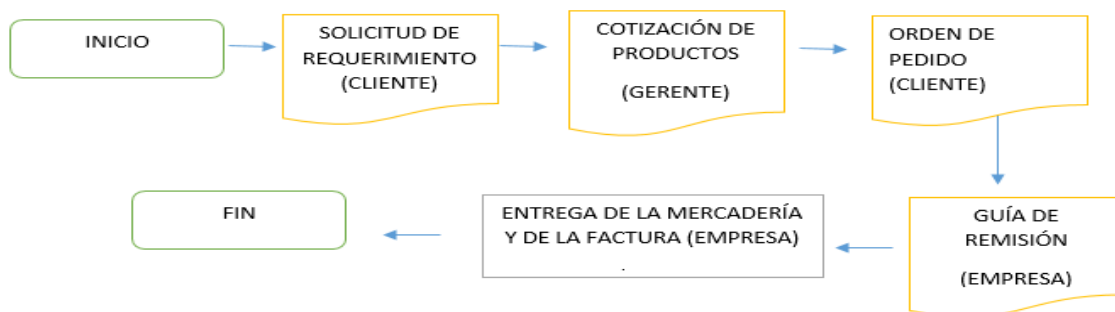 INICIO
SOLICITUD DE
REQUERIMIENTO
(CLIENTE)
COTIZACIÓN DE
PRODUCTOS
(GERENTE)
ORDEN DE
PEDIDO
(CLIENTE)
GUÍA DE
REMISIÓN
(EMPRESA)
ENTREGA DE LA MERCADERÍA
Y DE LA FACTURA (EMPRESA)
.
FIN